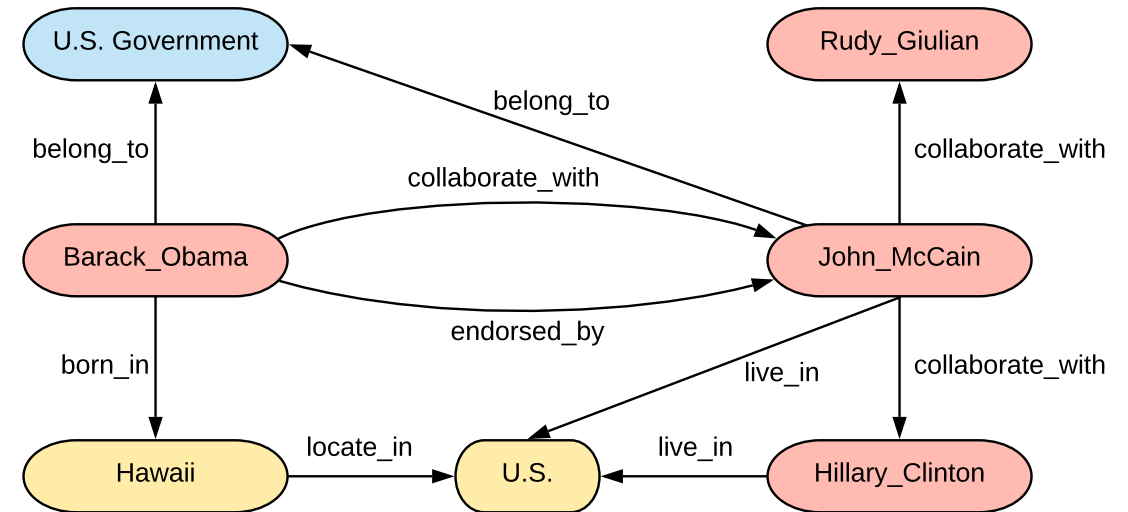 U.S. Government
Rudy_Giulian
belong_to
belong_to
collaborate_with
collaborate_with
Barack_Obama
John_McCain
endorsed_by
born_in
live_in
collaborate_with
locate_in
live_in
Hawaii
U.S.
Hillary_Clinton